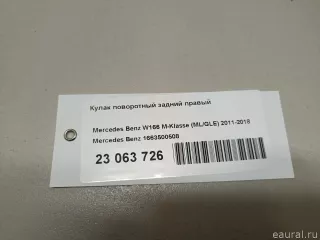 Кулак поворотный задний правый
Mercedes Benz W166 M-Klasse (ML/GLE) 2011-2018
Mercedes Benz 1663500508
23 063 726
eaural.ru